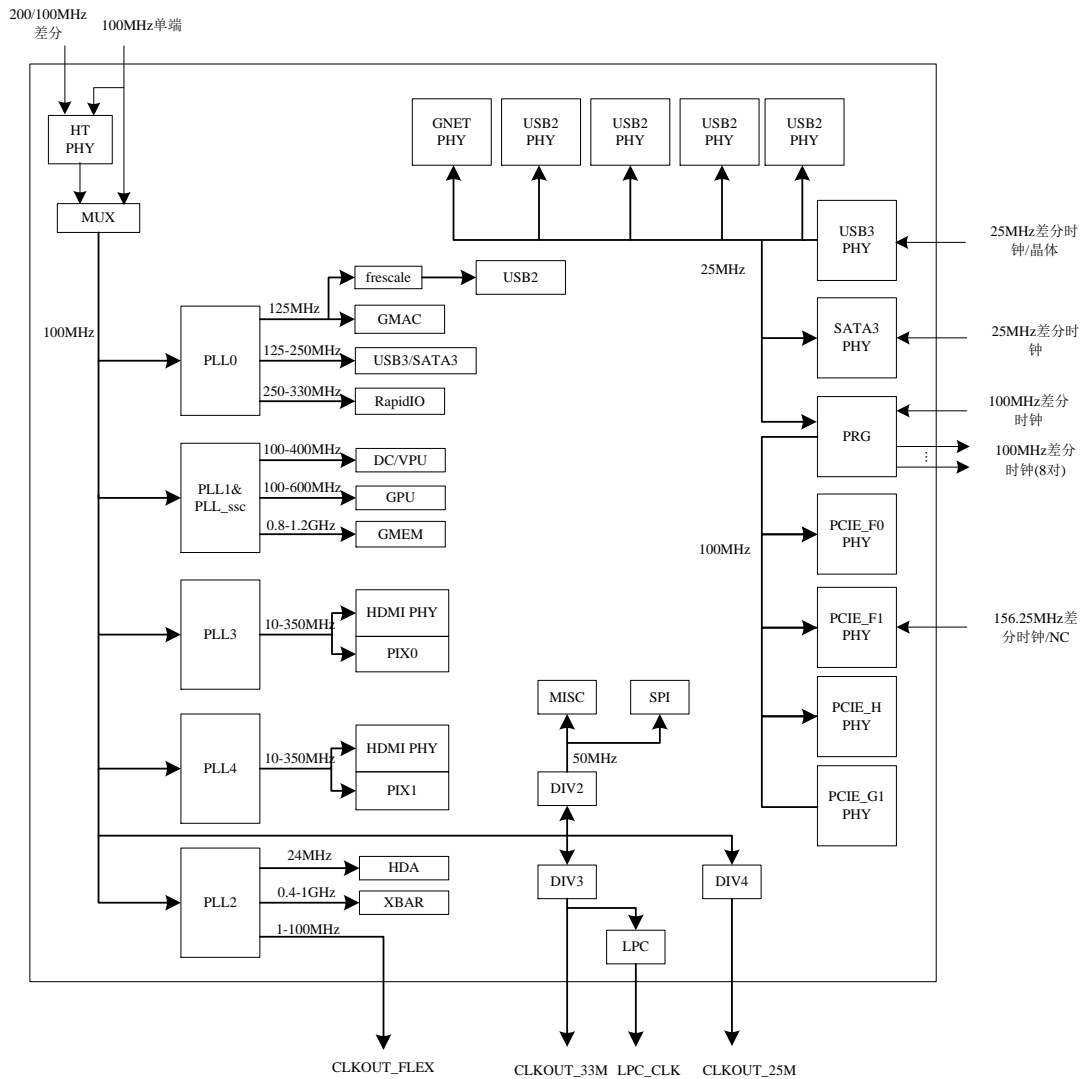 200/100MHz
差分
100MHz单端
HT
PHY
MUX
100MHz
GNET
PHY
USB2
PHY
USB2
PHY
USB2
PHY
USB2
PHY
USB3
PHY
25MHz差分时
钟/晶体
25MHz
SATA3
PHY
25MHz差分时
钟
PRG
100MHz差分
时钟
...
100MHz差分
时钟(8对)
100MHz
PCIE_F0
PHY
PCIE_F1
PHY
156.25MHz差
分时钟/NC
PCIE_H
PHY
PCIE_G1
PHY
PLL0
125MHz
frescale
USB2
GMAC
125-250MHz
USB3/SATA3
250-330MHz
RapidIO
PLL1&
PLL_ssc
100-400MHz
DC/VPU
100-600MHz
GPU
0.8-1.2GHz
GMEM
PLL3
10-350MHz
HDMI PHY
PIX0
PLL4
10-350MHz
HDMI PHY
PIX1
MISC
SPI
50MHz
DIV2
PLL2
24MHz
HDA
0.4-1GHz
XBAR
1-100MHz
DIV3
DIV4
LPC
CLKOUT_FLEX
CLKOUT_33M
LPC_CLK
CLKOUT_25M